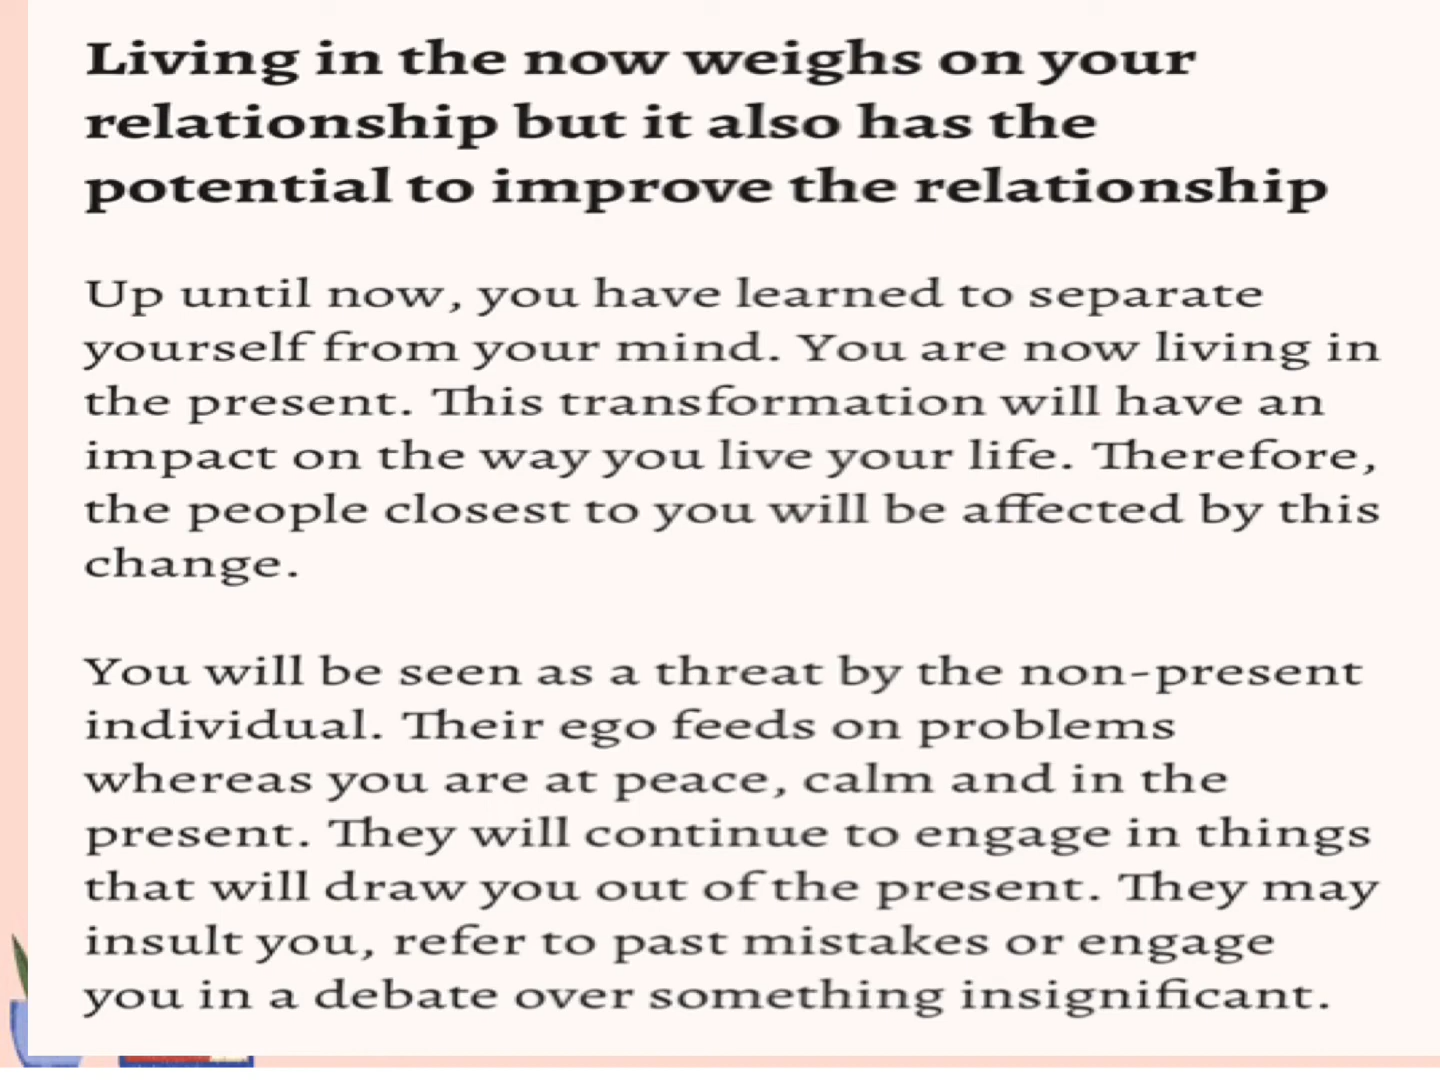 Living in the now weighs on your
relationship but it also has the
potential to improve the relationship
Up until now, you have learned to separate
yourself from your mind. You are now living in
the present. This transformation will have an
impact on the way you live your life. Therefore,
the people closest to you will be affected by this
change.
You will be seen as a threat by the non-present
individual. Their ego feeds on problems
whereas you are at peace, calm and in the
present. They will continue to engage in things
that will draw you out of the present. They may
insult you, refer to past mistakes or engage
you in a debate over something insignificant.